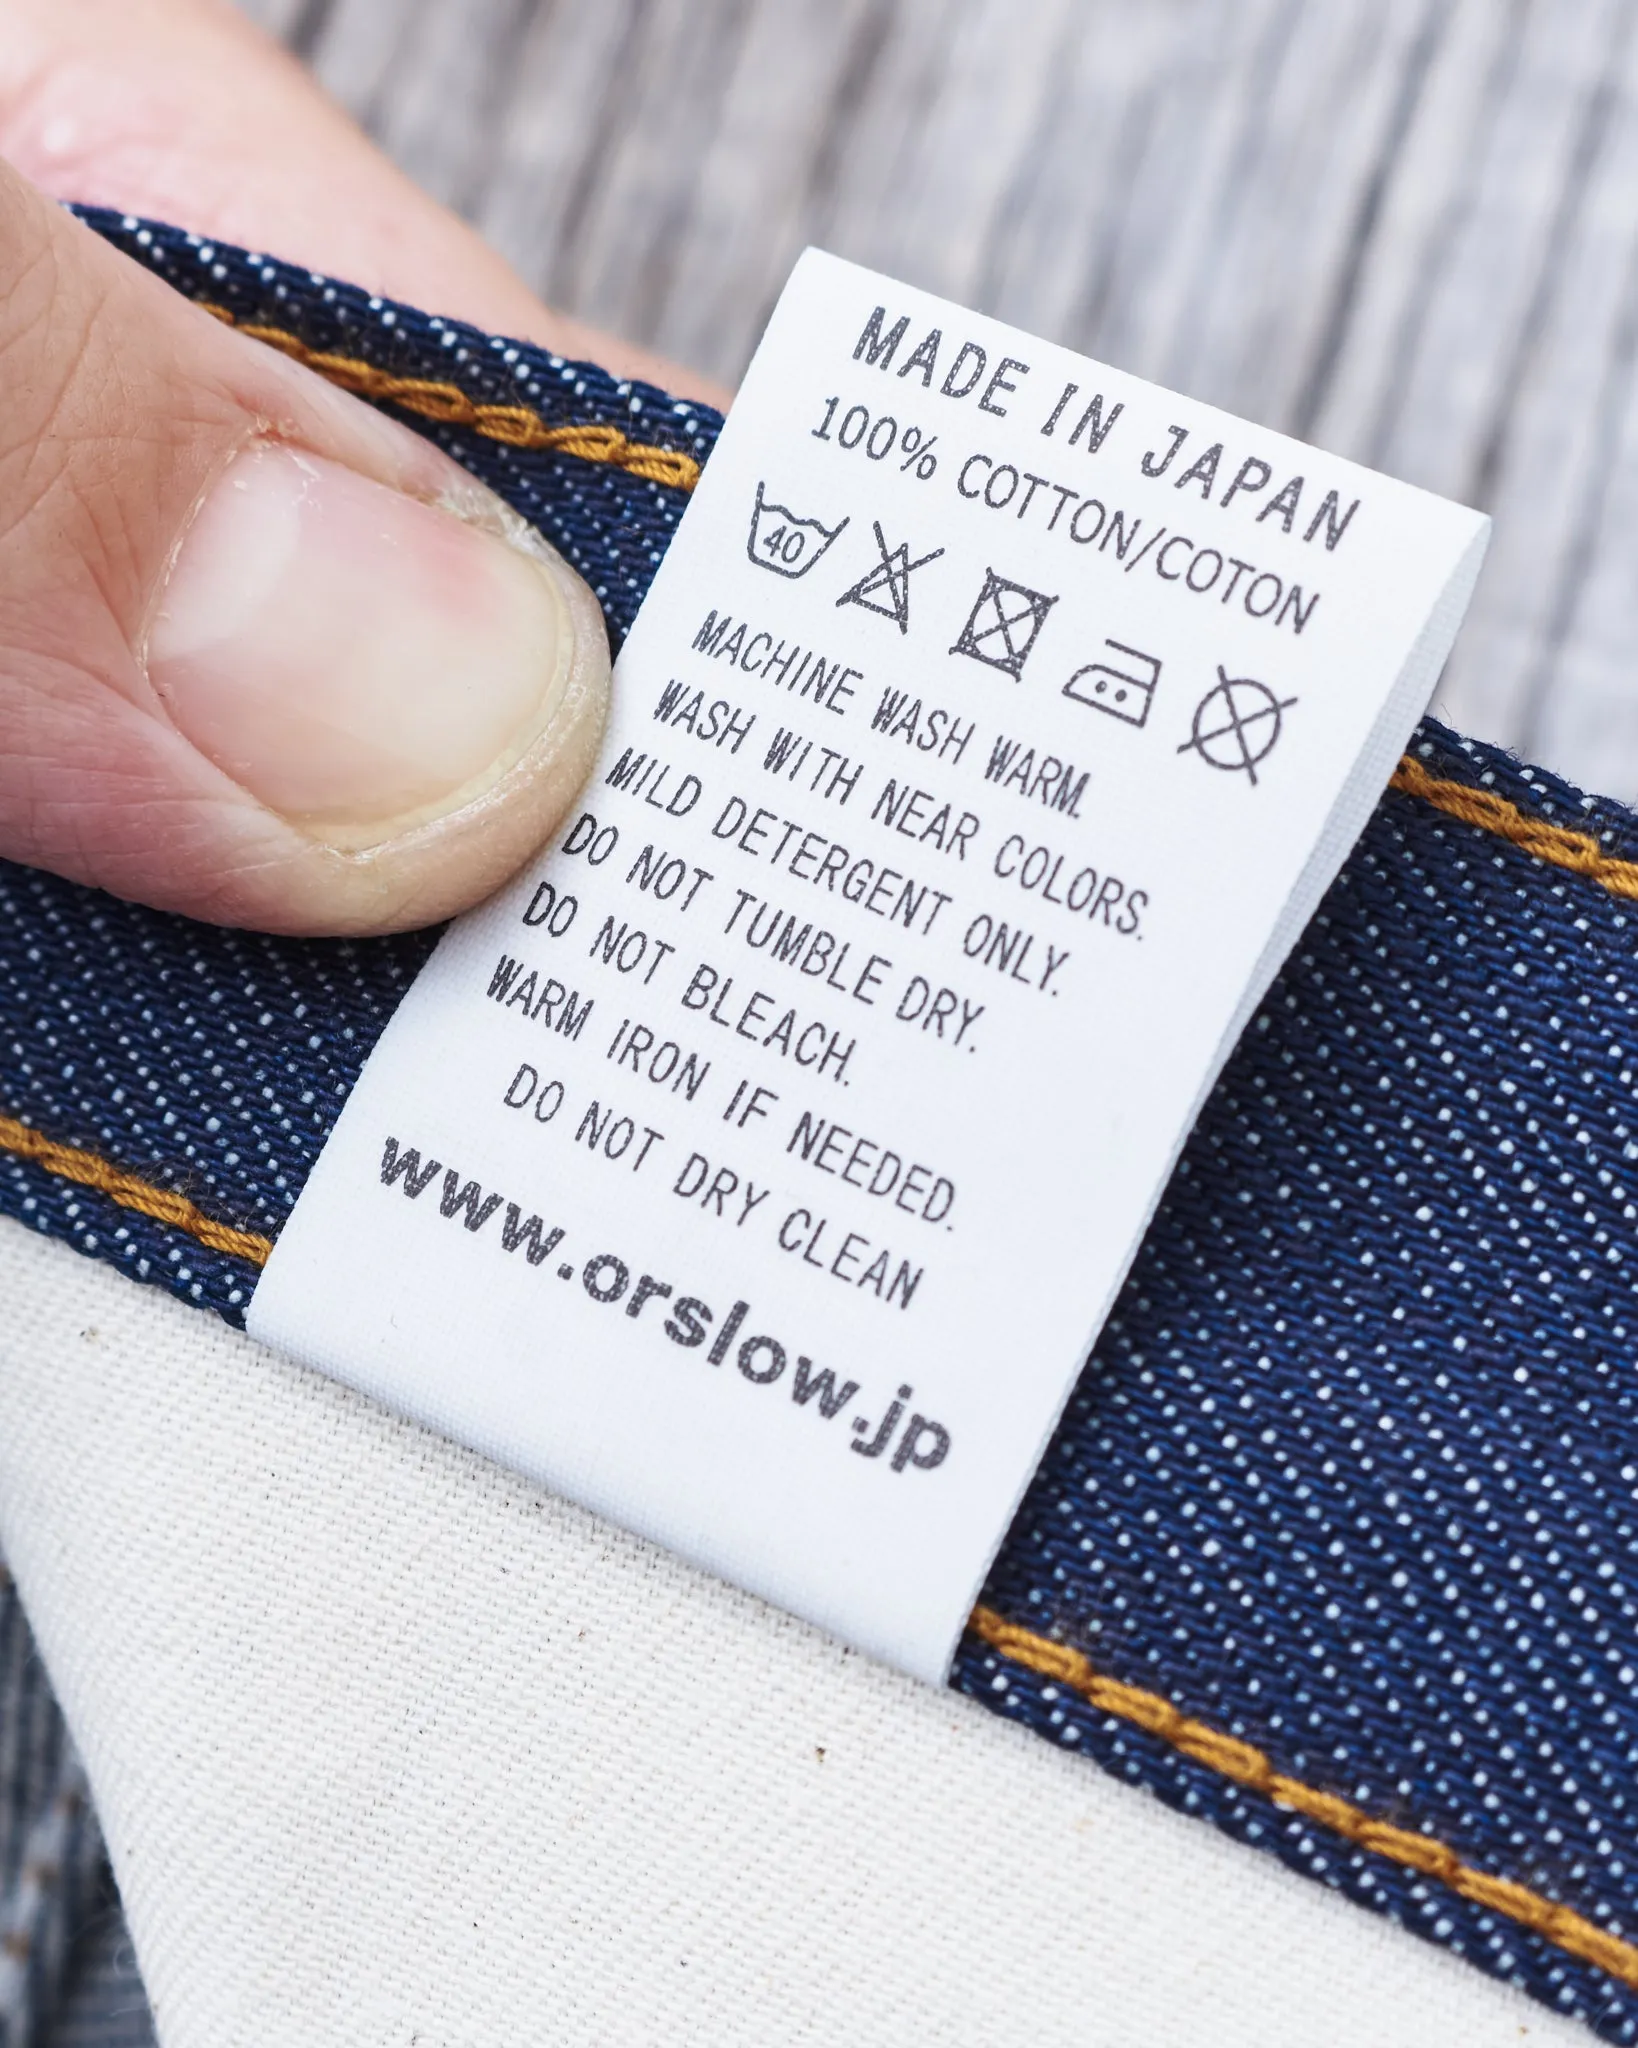 MADE IN JAPAN
100% COTTON/COTON
40
MACHINE WASH WARM.
WASH WITH NEAR COLORS.
MILD DETERGENT ONLY.
DO NOT TUMBLE DRY.
DO NOT BLEACH.
WARM IRON IF NEEDED.
DO NOT DRY CLEAN
www.orslow.jp